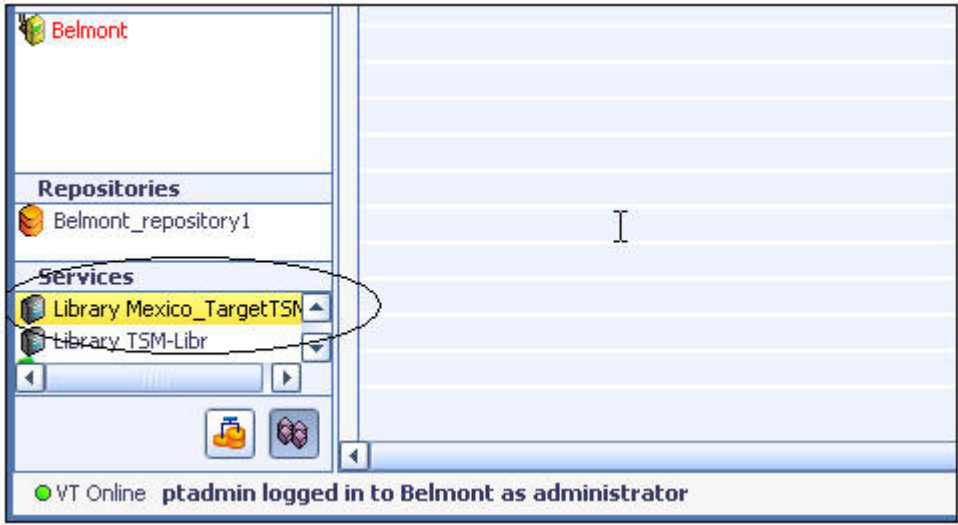 Belmont
Repositories
Belmont_repository1
Services
Library Mexico_TargetTSM
Library TSM-Libr
VT Online ptadmin logged in to Belmont as administrator